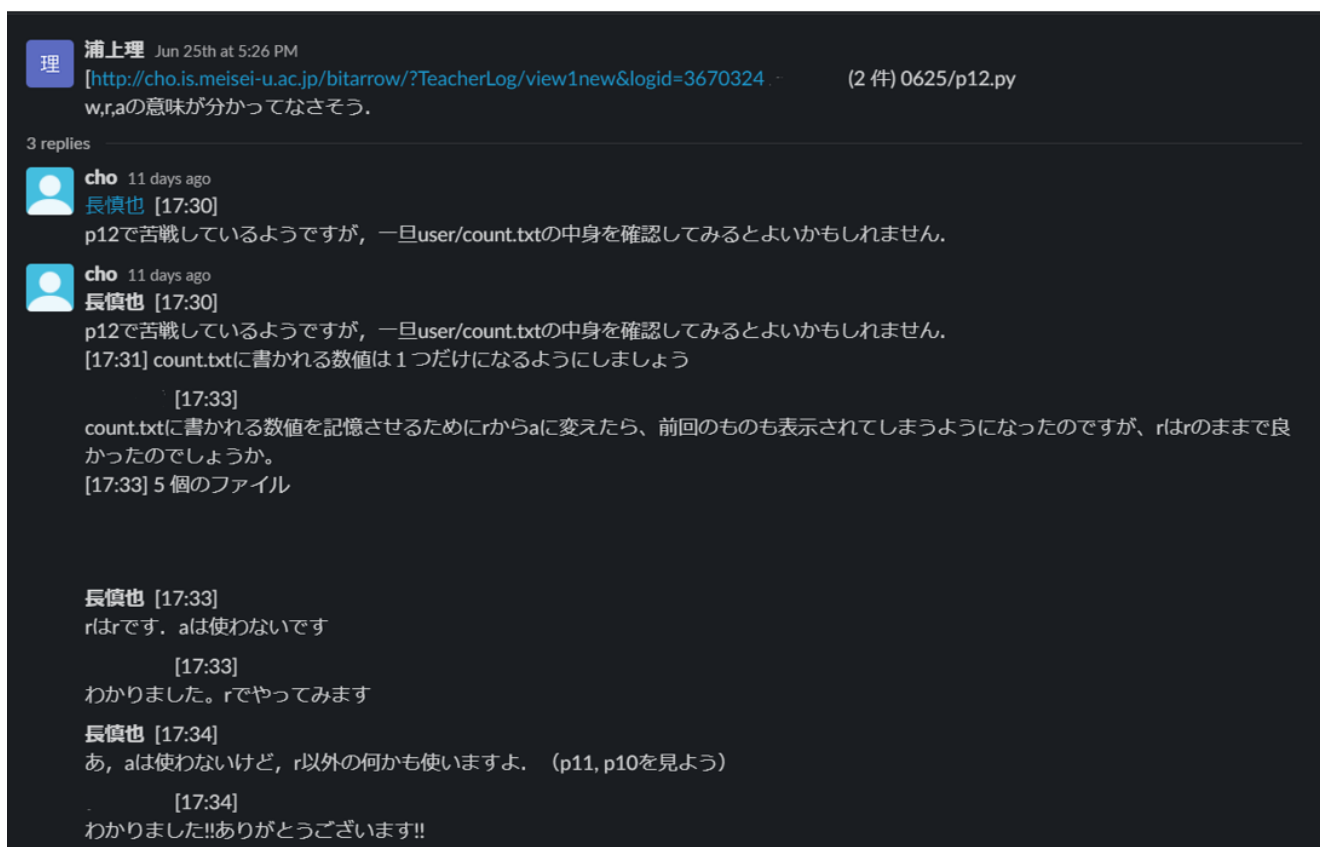 理
浦上理 Jun 25th at 5:26 PM
[http://cho.is.meisei-u.ac.jp/bitarrow/?TeacherLog/view1new&logid=3670324 (2 件) 0625/p12.py
w,r,aの意味が分かってなさそう.
3 replies
cho 11 days ago
長慎也 [17:30]
p12で苦戦しているようですが，一旦user/count.txtの中身を確認してみるとよいかもしれません.
cho 11 days ago
長慎也 [17:30]
p12で苦戦しているようですが，一旦user/count.txtの中身を確認してみるとよいかもしれません.
[17:31] count.txtに書かれる数値は１つだけになるようにしましょう
[17:33]
count.txtに書かれる数値を記憶させるためにrからaに変えたら、前回のものも表示されてしまうようになったのですが、rはrのままで良
かったのでしょうか。
[17:33] 5 個のファイル
長慎也 [17:33]
rはrです．aは使わないです
[17:33]
わかりました。rでやってみます
長慎也 [17:34]
あ，aは使わないけど，r以外の何かも使いますよ．（p11, p10を見よう）
[17:34]
わかりました!!ありがとうございます!!